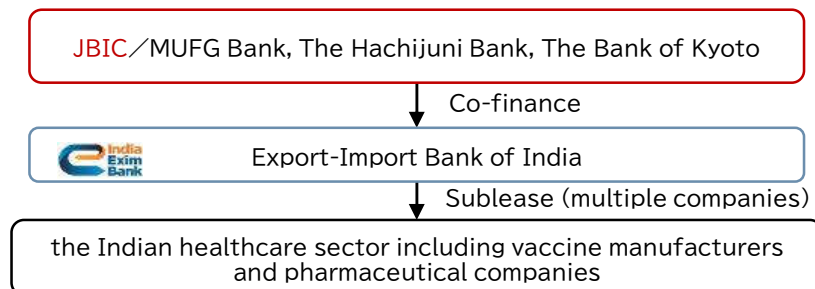 JBIC／MUFG Bank, The Hachijuni Bank, The Bank of Kyoto
Co-finance
India
Exim
Bank
Export-Import Bank of India
Sublease (multiple companies)
the Indian healthcare sector including vaccine manufacturers
and pharmaceutical companies